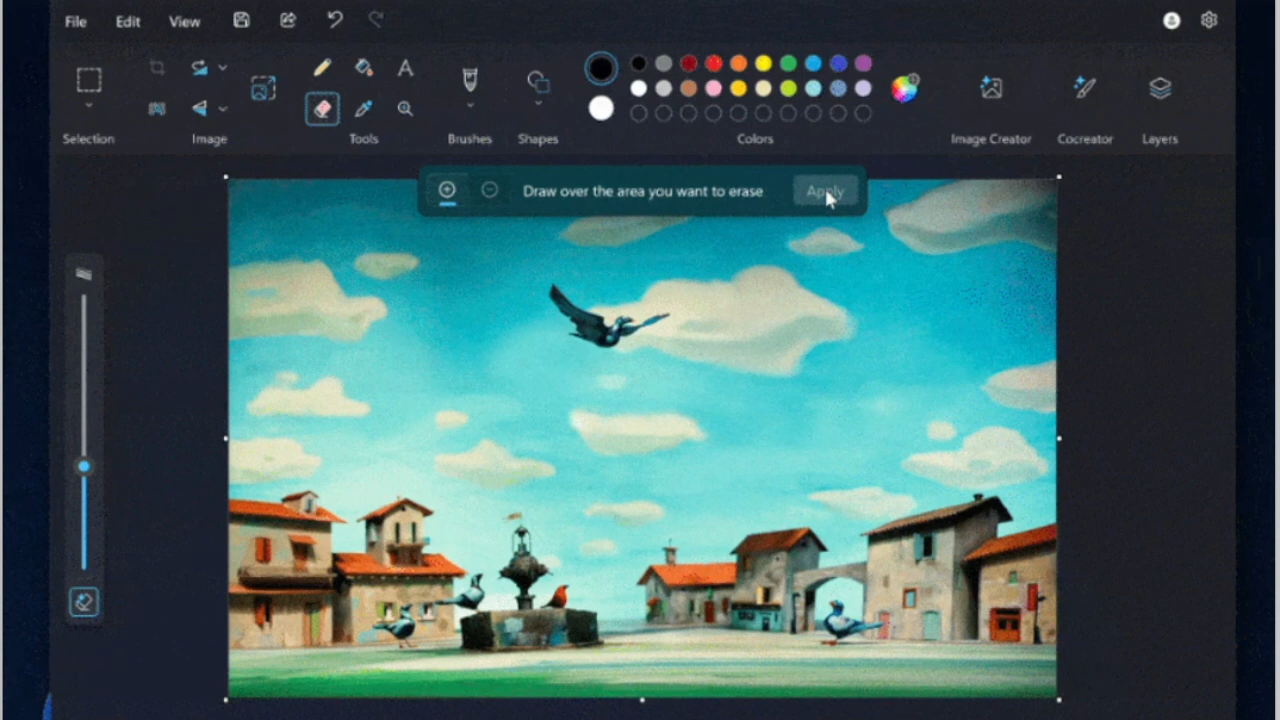 File Edit View
Selection Image Tools Brushes Shapes Colors Image Creator Cocreator Layers
Draw over the area you want to erase Apply